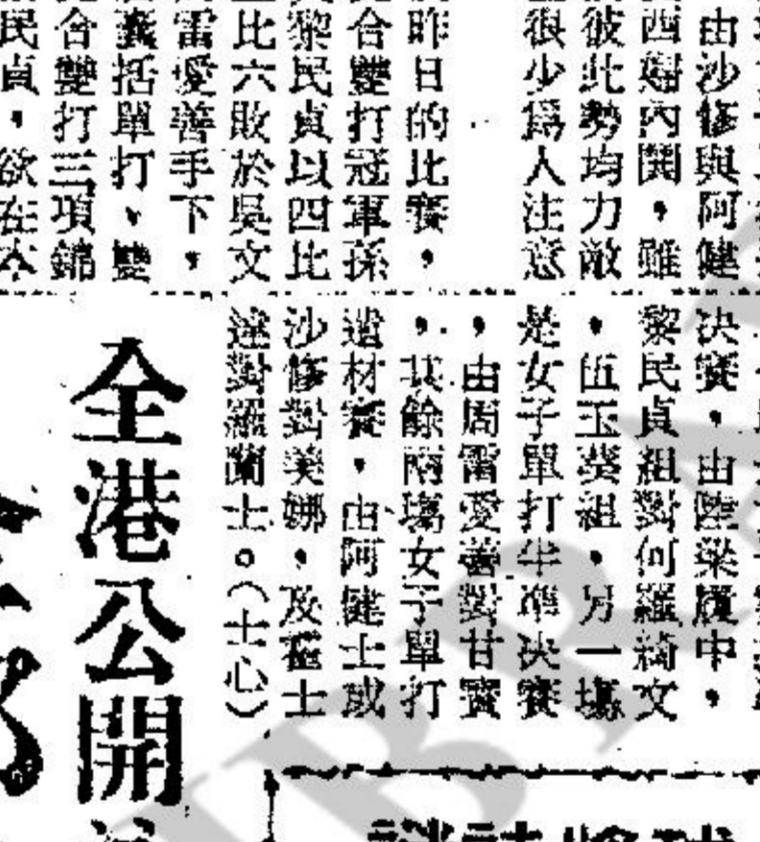 由沙修與阿健
西婦內鬨，雖
彼此勢均力敵
很少為人注意
昨日的比賽，
合雙打冠軍孫
黎民貞以四比
比六敗於吳文
雷愛善手下，
囊括單打、雙
合雙打三項錦
民貞，欲在本
決賽，由陸梁履中，
黎民貞組對何羅綺文
，伍玉葵組，另一場
是女子單打半準決賽
，由周雷愛善對甘寶
，其餘兩場女子單打
遺材賽，由阿健士或
沙修對美娜，及
達對羅蘭士。（士心）
全港公開